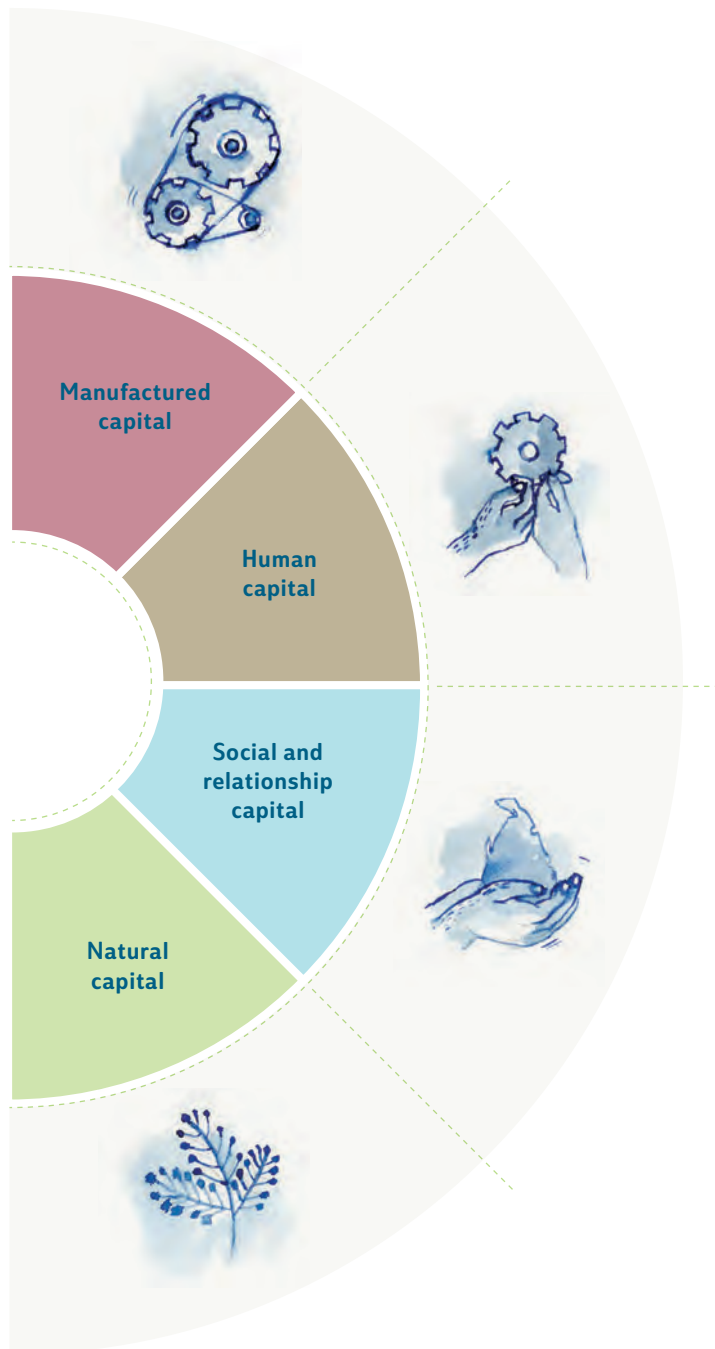 Manufactured
capital
Human
capital
Social and
relationship
capital
Natural
capital